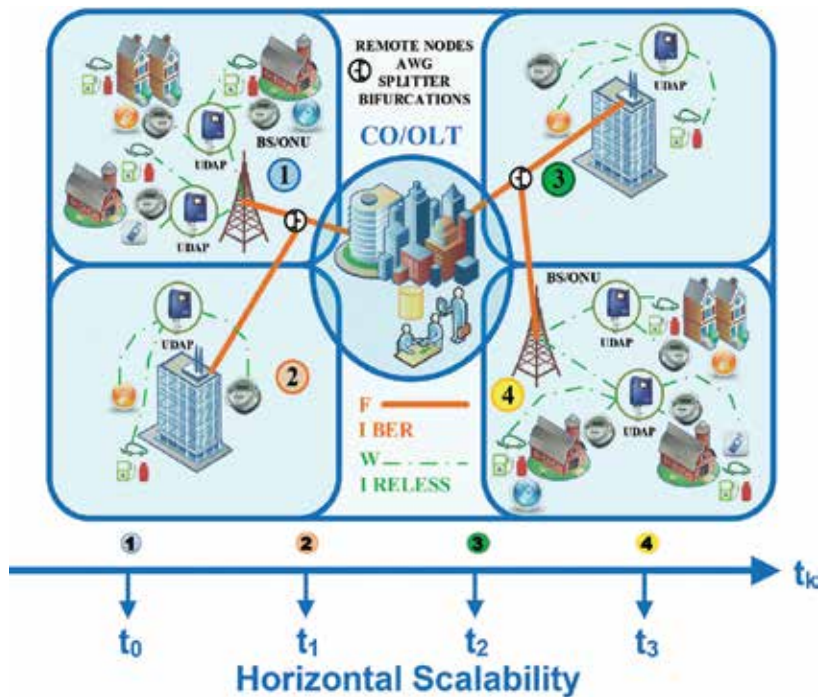 REMOTE NODES
AWG
SPLITTER
BIFURCATIONS
CO/OLT
UDAP
BS/ONU
1
UDAP
UDAP
3
UDAP
2
BS/ONU
UDAP
4
UDAP
F
I BER
W
I RELESS
1
2
3
4
t0
t1
t2
t3
tk
Horizontal Scalability